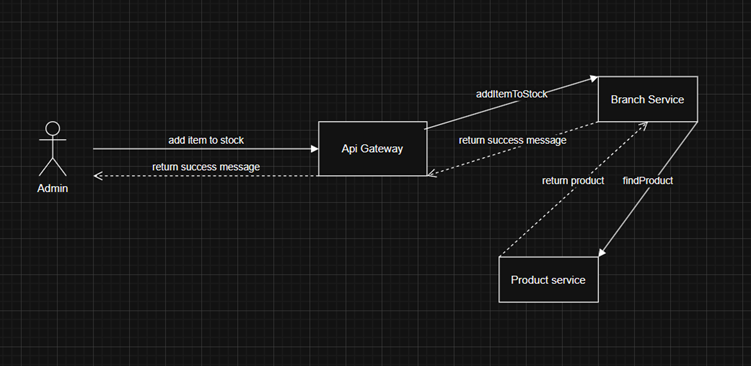 addItemToStock
Branch Service
add item to stock
Api Gateway
return success message
return success message
return product
findProduct
Admin
Product service